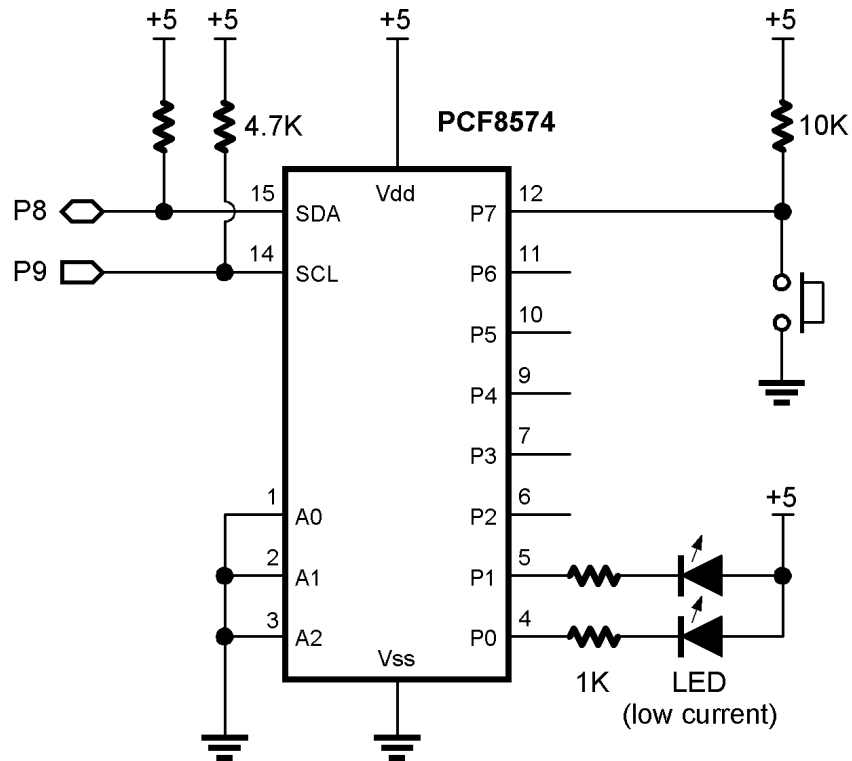 +5 +5 +5 +5
4.7K PCF8574 10K
Vdd
P8 15 SDA P7 12
P9 14 SCL P6 11
P5 10
P4 9
P3 7
1 A0 P2 6 +5
2 A1 P1 5
3 A2 P0 4
Vss
1K LED
(low current)